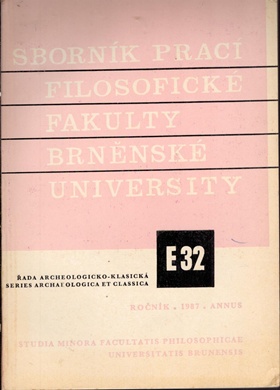 SBORNÍK PRACÍ
FILOSOFICKÉ
FAKULTY
BRNĚNSKÉ
UNIVERSITY
E 32
ŘADA ARCHEOLOGICKO-KLASICKÁ
SERIES ARCHAEOLOGICA ET CLASSICA
ROČNÍK . 1987 . ANNUS
STUDIA MINORA FACULTATIS PHILOSOPHICAE
UNIVERSITATIS BRUNENSIS